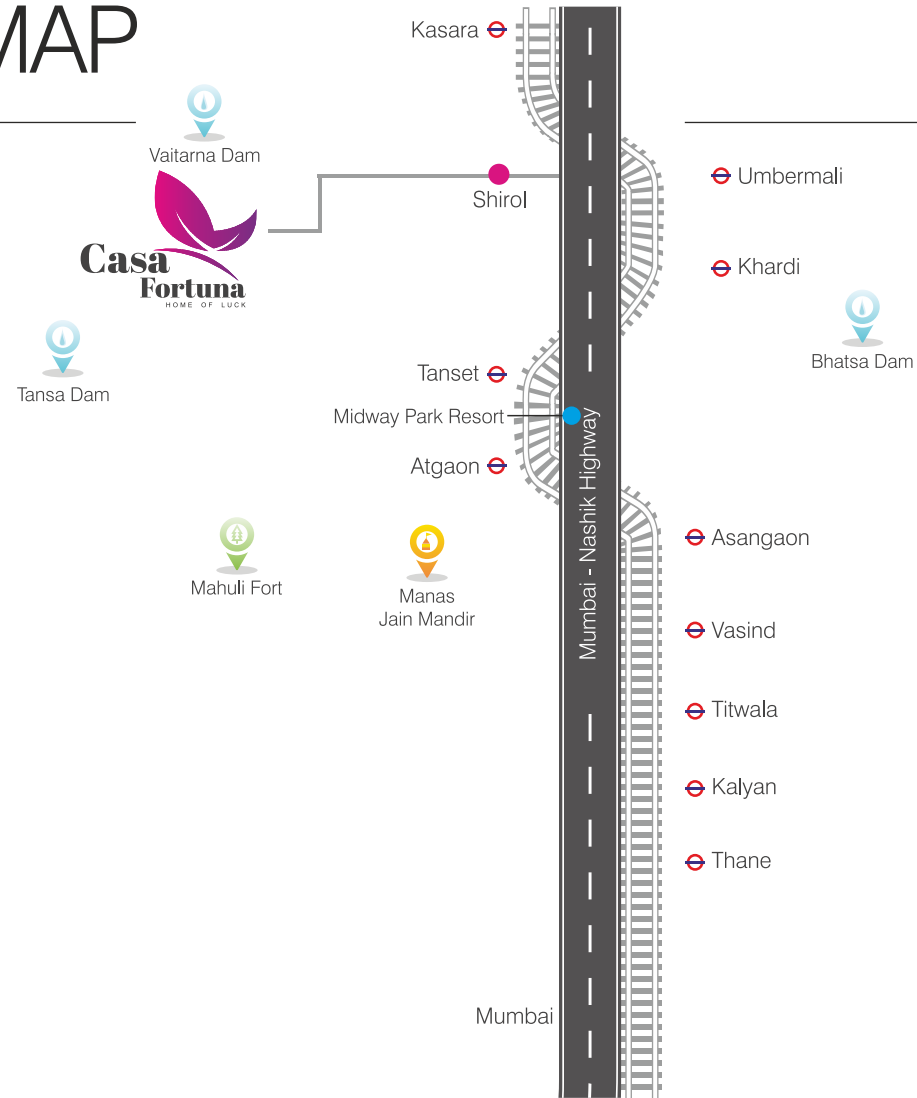 MAP
Kasara
Vaitarna Dam
Shirol
Umbermali
Casa
Fortuna
HOME OF LUCK
Khardi
Bhatsa Dam
Tansa Dam
Tanset
Midway Park Resort
Atgaon
Mumbai - Nashik Highway
Mahuli Fort
Manas
Jain Mandir
Asangaon
Vasind
Titwala
Kalyan
Thane
Mumbai